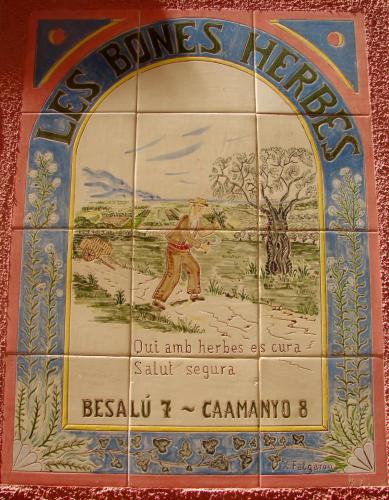 LES BONES HERBES
Qui amb herbes es cura
Salut segura
BESALÚ 7 ~ CAAMANYO 8